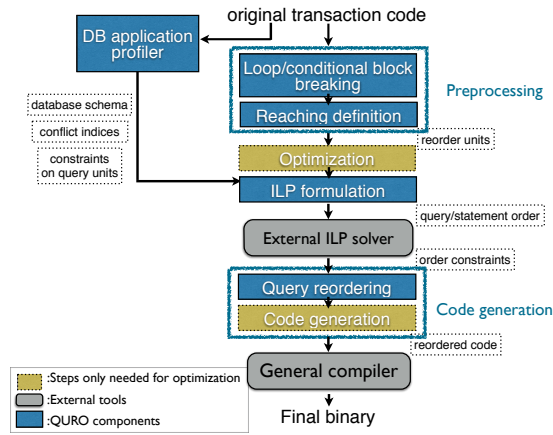 original transaction code
DB application
profiler
Loop/conditional block
breaking
Preprocessing
Reaching definition
database schema
conflict indices
constraints
on query units
reorder units
Optimization
ILP formulation
query/statement order
External ILP solver
order constraints
Query reordering
Code generation
Code generation
reordered code
General compiler
Final binary
:Steps only needed for optimization
:External tools
:QURO components